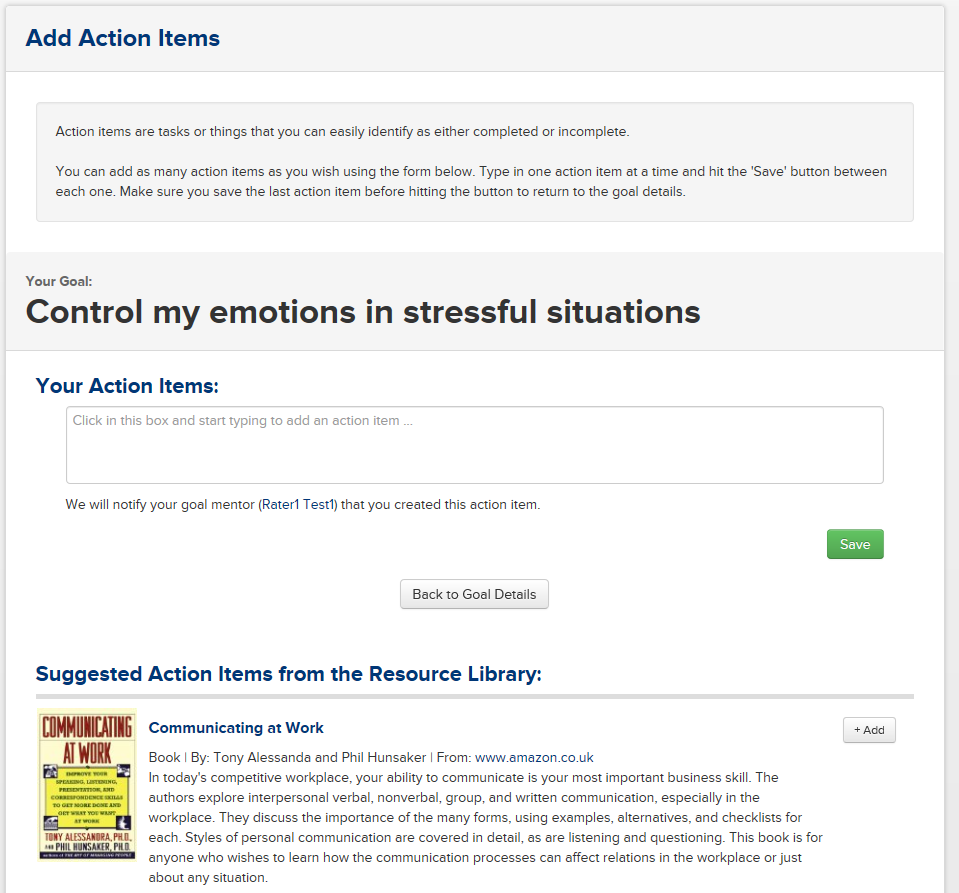 Add Action Items
Action items are tasks or things that you can easily identify as either completed or incomplete.
You can add as many action items as you wish using the form below. Type in one action item at a time and hit the 'Save' button between
each one. Make sure you save the last action item before hitting the button to return to the goal details.
Your Goal:
Control my emotions in stressful situations
Your Action Items:
Click in this box and start typing to add an action item ...
We will notify your goal mentor (Rater1 Test1) that you created this action item.
Save
Back to Goal Details
Suggested Action Items from the Resource Library:
COMMUNICATING
AT WORK
IMPROVE YOUR
SPEAKING, LISTENING,
PRESENTATION, AND
CORRESPONDENCE SKILLS
TO GET MORE DONE AND
GET WHAT YOU WANT
AT WORK
TONY ALESSANDRA, PH.D.,
AND PHIL HUNSAKER, PH.D.
authors of THE ART OF MANAGING PEOPLE
Communicating at Work
+ Add
Book | By: Tony Alessanda and Phil Hunsaker | From: www.amazon.co.uk
In today's competitive workplace, your ability to communicate is your most important business skill. The
authors explore interpersonal verbal, nonverbal, group, and written communication, especially in the
workplace. They discuss the importance of the many forms, using examples, alternatives, and checklists for
each. Styles of personal communication are covered in detail, as are listening and questioning. This book is for
anyone who wishes to learn how the communication processes can affect relations in the workplace or just
about any situation.